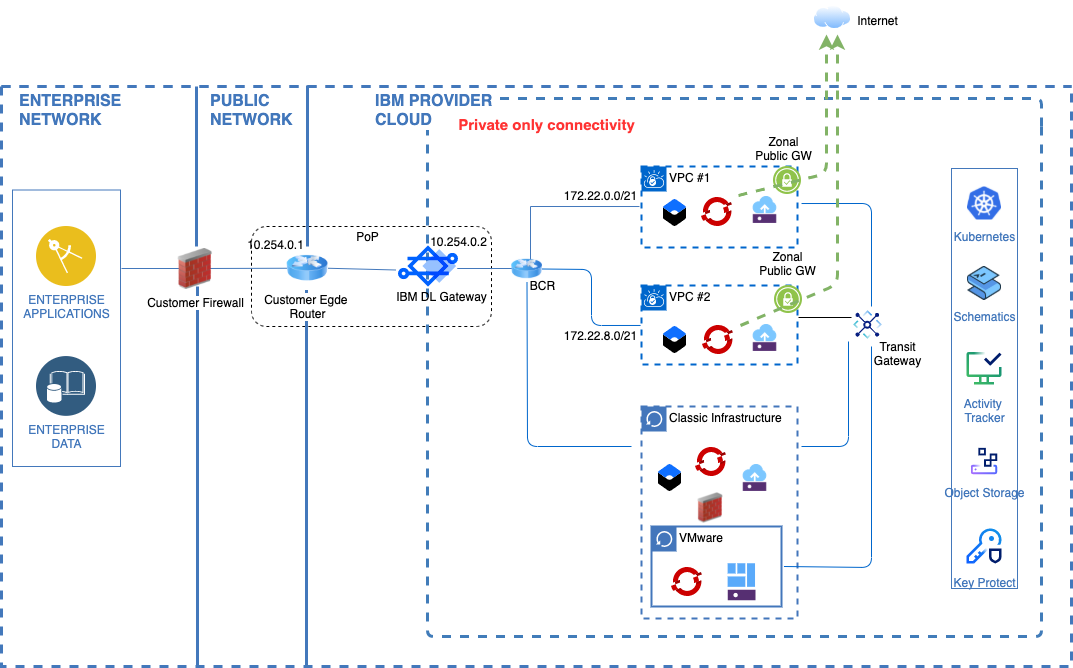 Internet
ENTERPRISE
NETWORK
PUBLIC
NETWORK
IBM PROVIDER
CLOUD
Private only connectivity
Zonal
Public GW
172.22.0.0/21
VPC #1
10.254.0.1
PoP
10.254.0.2
Customer Firewall
Customer Egde
Router
IBM DL Gateway
BCR
Zonal
Public GW
VPC #2
172.22.8.0/21
Transit
Gateway
Classic Infrastructure
VMware
ENTERPRISE
APPLICATIONS
ENTERPRISE
DATA
Kubernetes
Schematics
Activity
Tracker
Object Storage
Key Protect